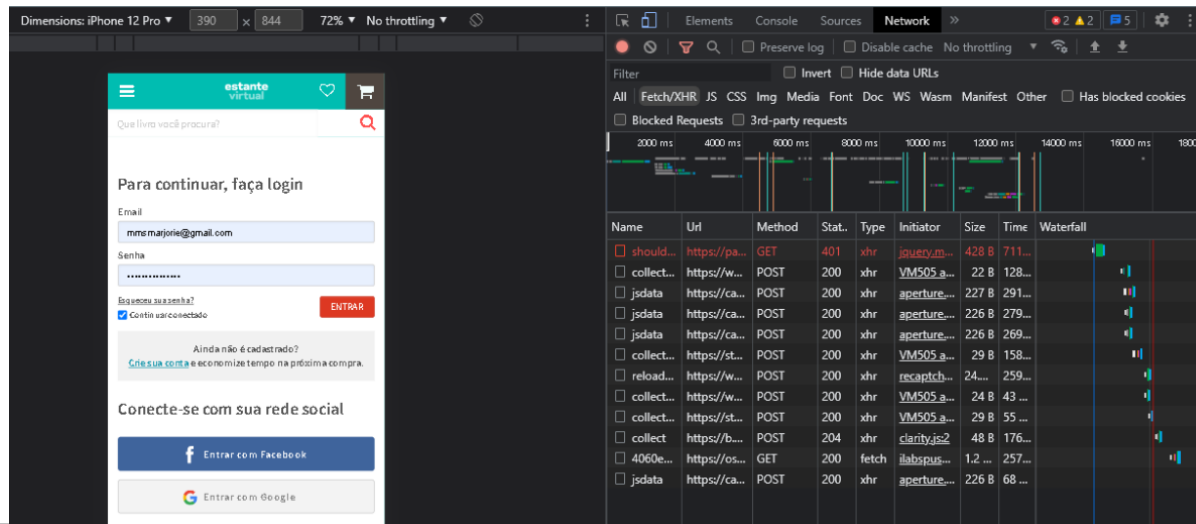 Dimensions: iPhone 12 Pro ▼ 390 × 844 72% ▼ No throttling ▼
estante
virtual
Que livro você procura?
Para continuar, faça login
Email
mmsmarjorie@gmail.com
Senha
Esqueceu sua senha?
ENTRAR
Continuar conectado
Ainda não é cadastrado?
Crie sua conta e economize tempo na próxima compra.
Conecte-se com sua rede social
Entrar com Facebook
Entrar com Google
Elements Console Sources Network » 2 2 5
Preserve log Disable cache No throttling ▼
Filter Invert Hide data URLs
All Fetch/XHR JS CSS Img Media Font Doc WS Wasm Manifest Other Has blocked cookies
Blocked Requests 3rd-party requests
2000 ms 4000 ms 6000 ms 8000 ms 10000 ms 12000 ms 14000 ms 16000 ms 1800
Name Url Method Stat.. Type Initiator Size Time Waterfall
should... https://pa... GET 401 xhr jquery.m... 428 B 711...
collect... https://w... POST 200 xhr VM505 a... 22 B 128...
jsdata https://ca... POST 200 xhr aperture.... 227 B 291...
jsdata https://ca... POST 200 xhr aperture.... 226 B 279...
jsdata https://ca... POST 200 xhr aperture.... 226 B 269...
collect... https://st... POST 200 xhr VM505 a... 29 B 158...
reload... https://w... POST 200 xhr recaptch... 24.... 259...
collect... https://w... POST 200 xhr VM505 a... 24 B 43 ...
collect... https://st... POST 200 xhr VM505 a... 29 B 55 ...
collect https://b... POST 204 xhr clarity.js:2 48 B 176...
4060e... https://os... GET 200 fetch ilabspus... 1.2 ... 257...
jsdata https://ca... POST 200 xhr aperture.... 226 B 68 ...